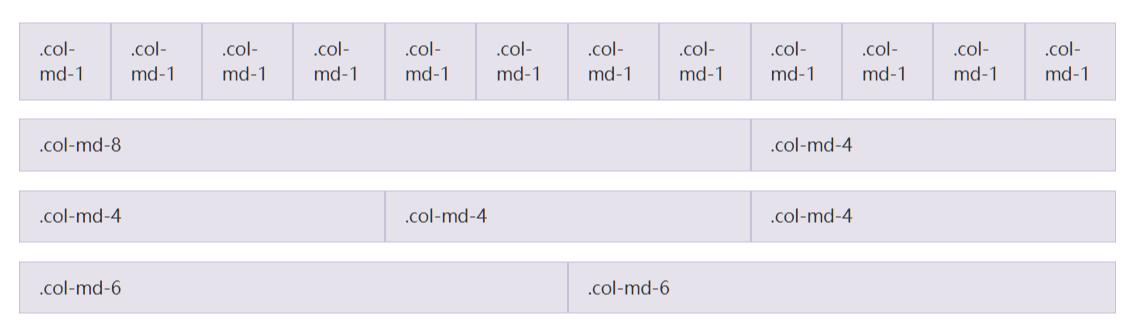 .col- .col- .col- .col- .col- .col- .col- .col- .col- .col- .col- .col-
md-1 md-1 md-1 md-1 md-1 md-1 md-1 md-1 md-1 md-1 md-1 md-1
.col-md-8 .col-md-4
.col-md-4 .col-md-4 .col-md-4
.col-md-6 .col-md-6